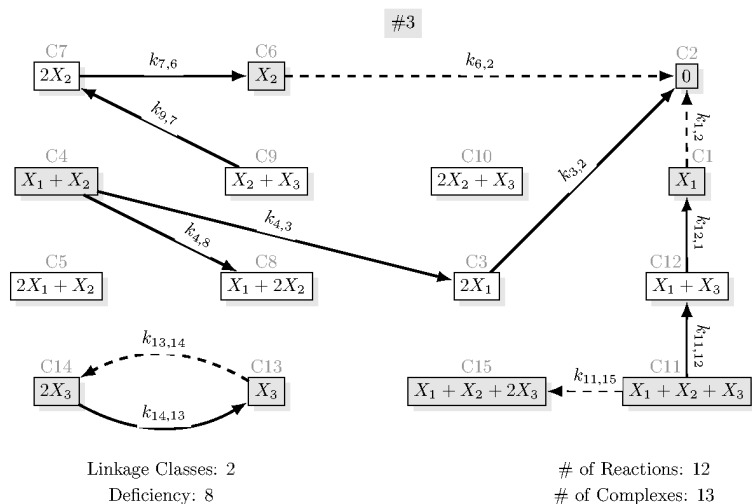 #3
C7 C6 C2
2X₂ k₇,₆ X₂ k₆,₂ 0
k₉,₇ k₁,₂
C4 C9 C10 C1
X₁ + X₂ X₂ + X₃ 2X₂ + X₃ k₃,₂ X₁
k₄,₈ k₄,₃ k₁₂,₁
C5 C8 C3 C12
2X₁ + X₂ X₁ + 2X₂ 2X₁ X₁ + X₃
k₁₃,₁₄ k₁₁,₁₂
C14 C13 C15 C11
2X₃ X₃ X₁ + X₂ + 2X₃ k₁₁,₁₅ X₁ + X₂ + X₃
k₁₄,₁₃
Linkage Classes: 2 # of Reactions: 12
Deficiency: 8 # of Complexes: 13